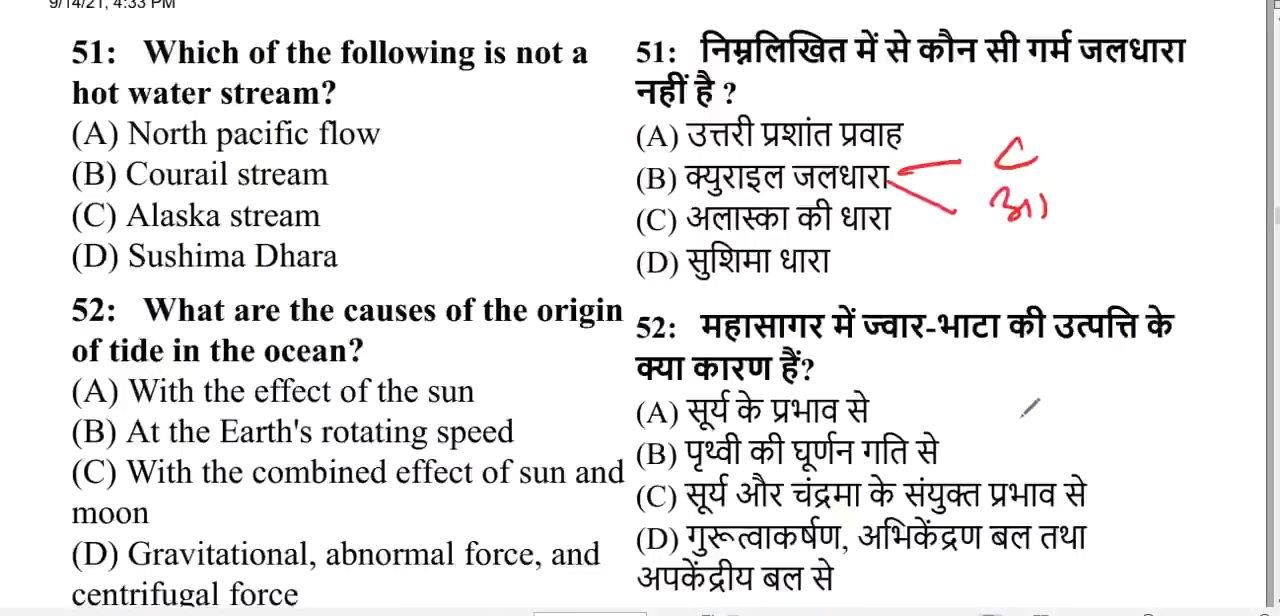 9/14/21, 4:33 PM
51: Which of the following is not a
hot water stream?
(A) North pacific flow
(B) Courail stream
(C) Alaska stream
(D) Sushima Dhara
52: What are the causes of the origin
of tide in the ocean?
(A) With the effect of the sun
(B) At the Earth's rotating speed
(C) With the combined effect of sun and
moon
(D) Gravitational, abnormal force, and
centrifugal force
51: निम्नलिखित में से कौन सी गर्म जलधारा
नहीं है ?
(A) उत्तरी प्रशांत प्रवाह
(B) क्युराइल जलधारा
C
(C) अलास्का की धारा
(D) सुशिमा धारा
52: महासागर में ज्वार-भाटा की उत्पत्ति के
क्या कारण हैं?
(A) सूर्य के प्रभाव से
(B) पृथ्वी की घूर्णन गति से
(C) सूर्य और चंद्रमा के संयुक्त प्रभाव से
(D) गुरूत्वाकर्षण, अभिकेंद्रण बल तथा
अपकेंद्रीय बल से